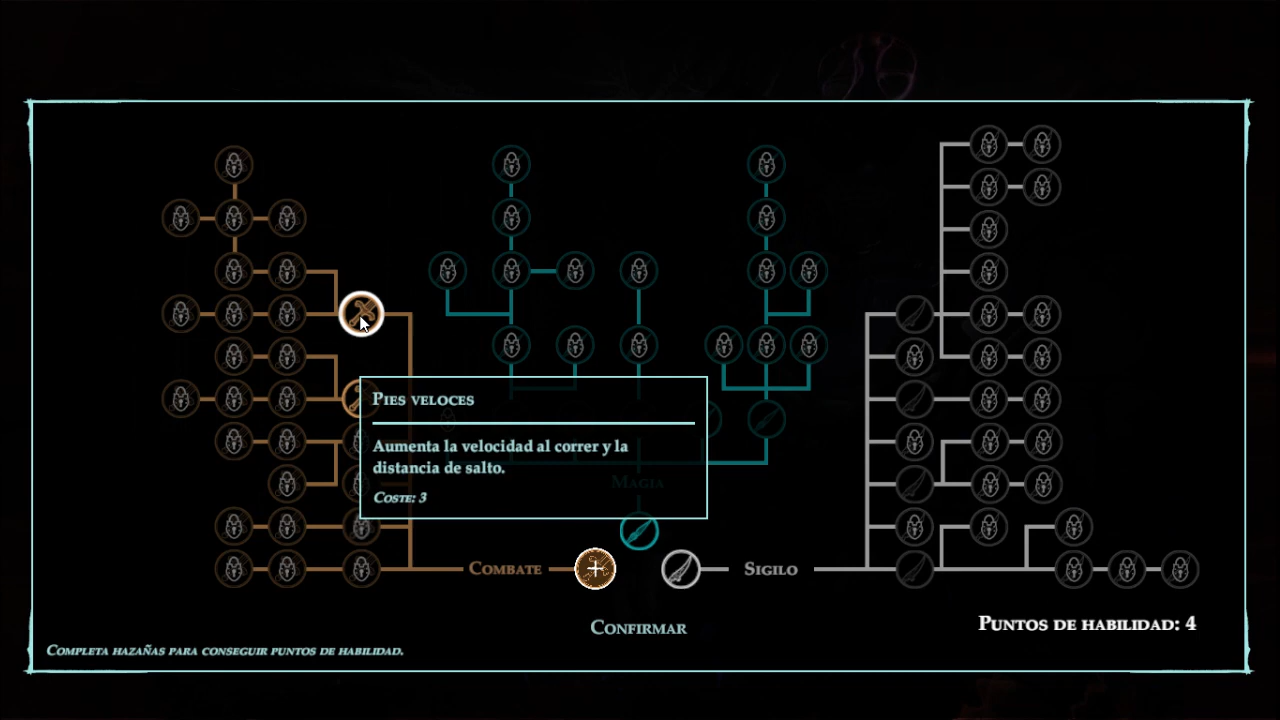 Pies veloces
Aumenta la velocidad al correr y la
distancia de salto.
Coste: 3
Magia
Combate
Sigilo
Confirmar
Puntos de habilidad: 4
Completa hazañas para conseguir puntos de habilidad.